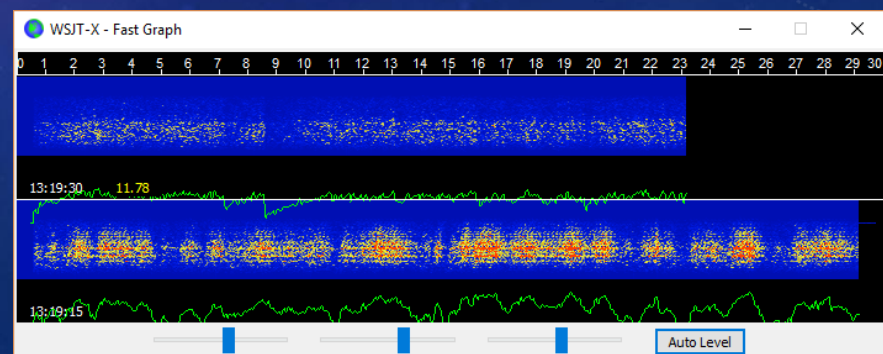 WSJT-X - Fast Graph
0 1 2 3 4 5 6 7 8 9 10 11 12 13 14 15 16 17 18 19 20 21 22 23 24 25 26 27 28 29 30
13:19:30 11.78
13:19:15
Auto Level